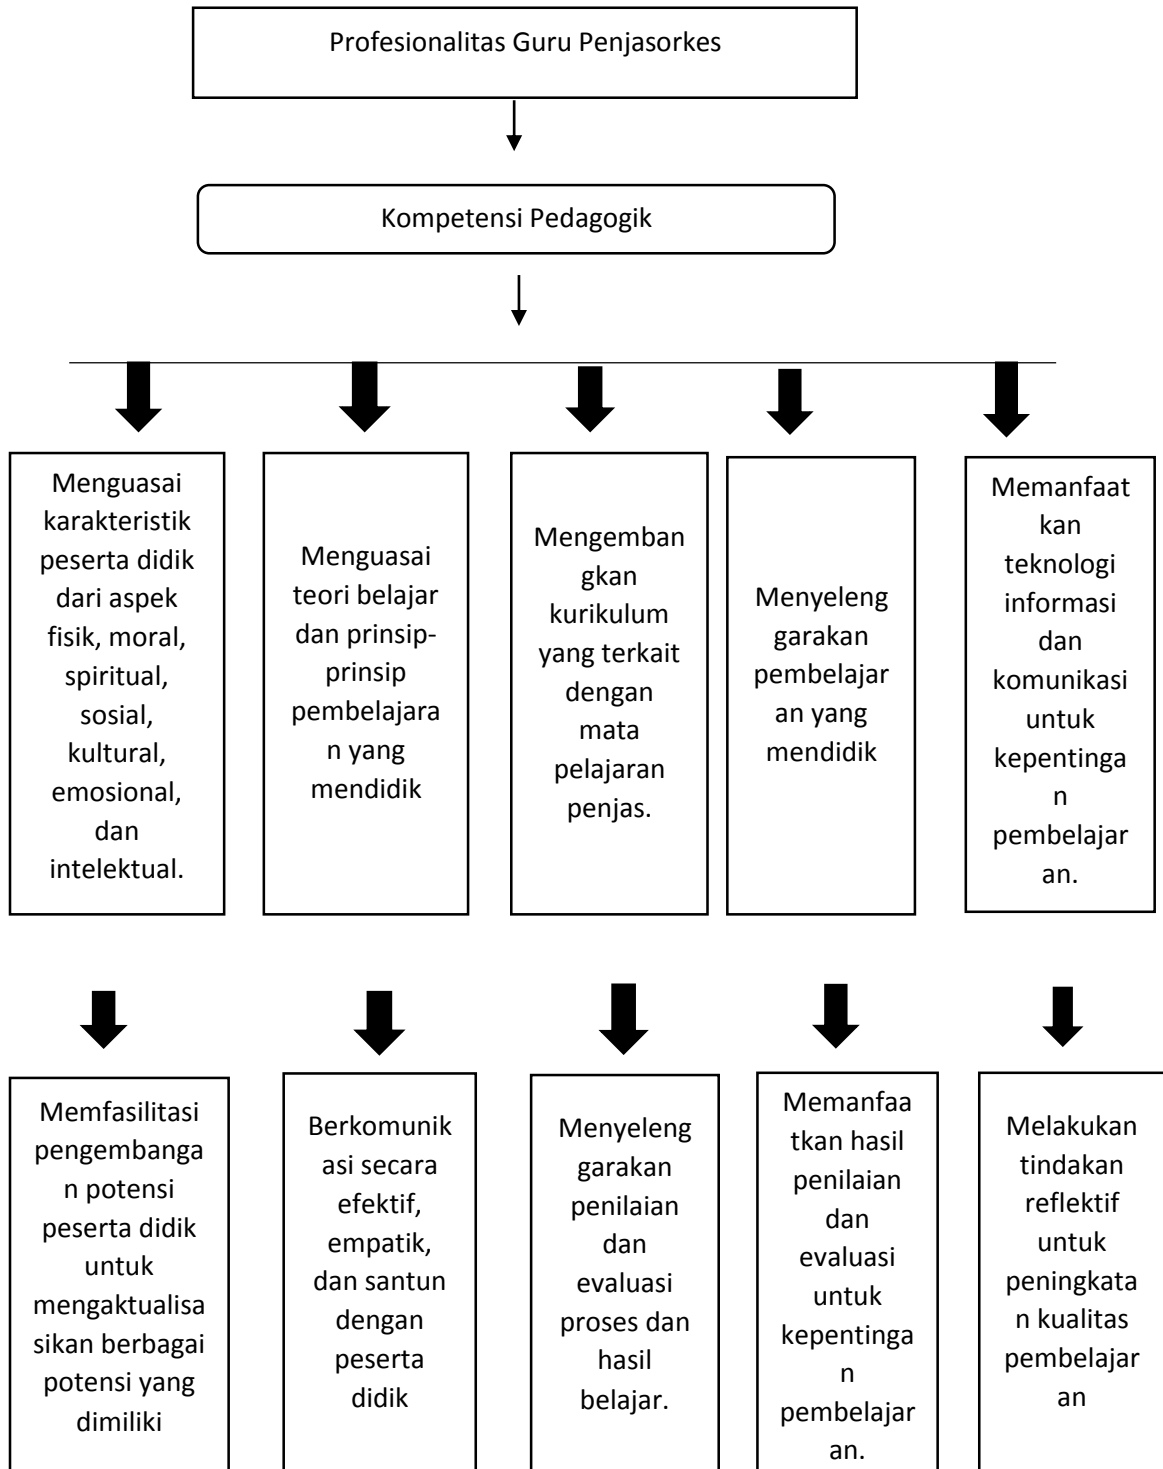 Profesionalitas Guru Penjasorkes
Kompetensi Pedagogik
Menguasai
karakteristik
peserta didik
dari aspek
fisik, moral,
spiritual,
sosial,
kultural,
emosional,
dan
intelektual.
Menguasai
teori belajar
dan prinsip-
prinsip
pembelajara
n yang
mendidik
Mengemban
gkan
kurikulum
yang terkait
dengan
mata
pelajaran
penjas.
Menyeleng
garakan
pembelajar
an yang
mendidik
Memanfaat
kan
teknologi
informasi
dan
komunikasi
untuk
kepentinga
n
pembelajar
an.
Memfasilitasi
pengembanga
n potensi
peserta didik
untuk
mengaktualisa
sikan berbagai
potensi yang
dimiliki
Berkomunik
asi secara
efektif,
empatik,
dan santun
dengan
peserta
didik
Menyeleng
garakan
penilaian
dan
evaluasi
proses dan
hasil
belajar.
Memanfaa
tkan hasil
penilaian
dan
evaluasi
untuk
kepentinga
n
pembelajar
an.
Melakukan
tindakan
reflektif
untuk
peningkata
n kualitas
pembelajar
an